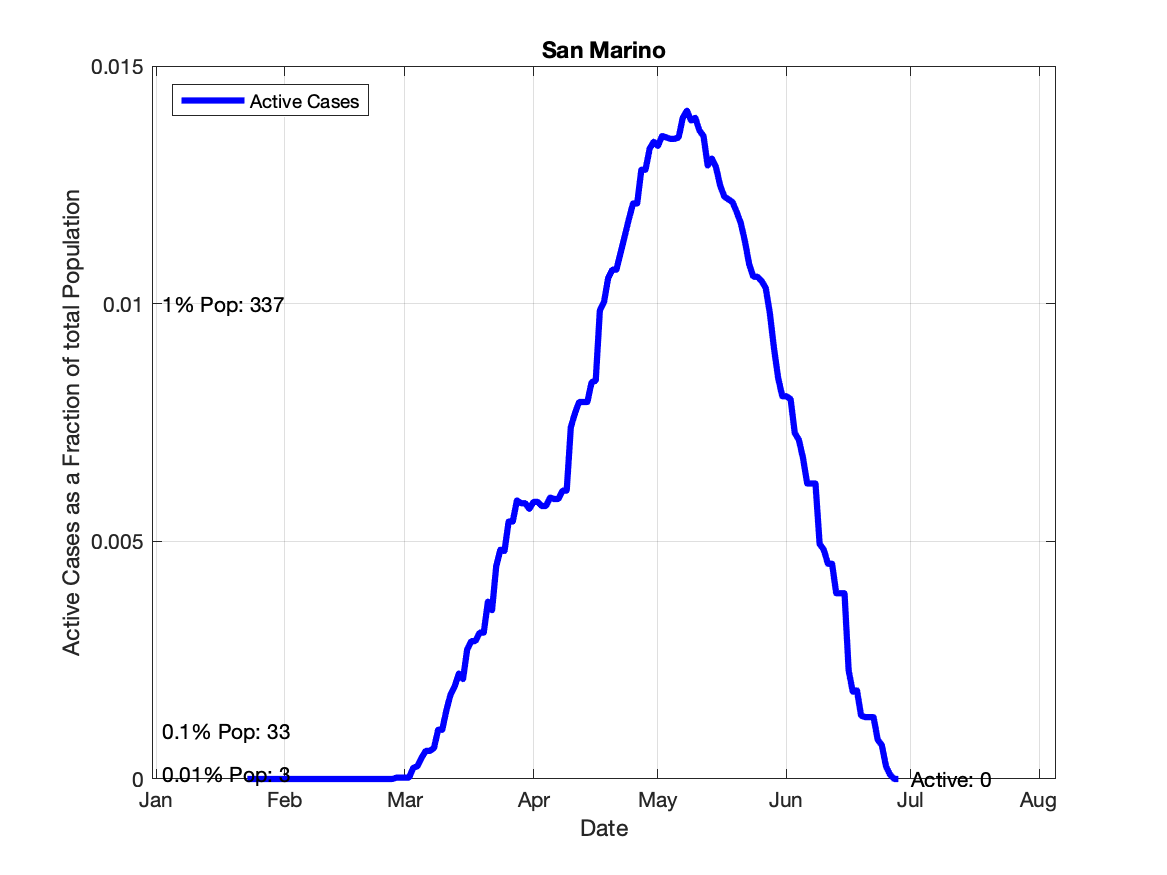 San Marino
0.015
Active Cases
0.01
1% Pop: 337
0.005
0.1% Pop: 33
0.01% Pop: 3
0
Active: 0
Jan Feb Mar Apr May Jun Jul Aug
Date
Active Cases as a Fraction of total Population